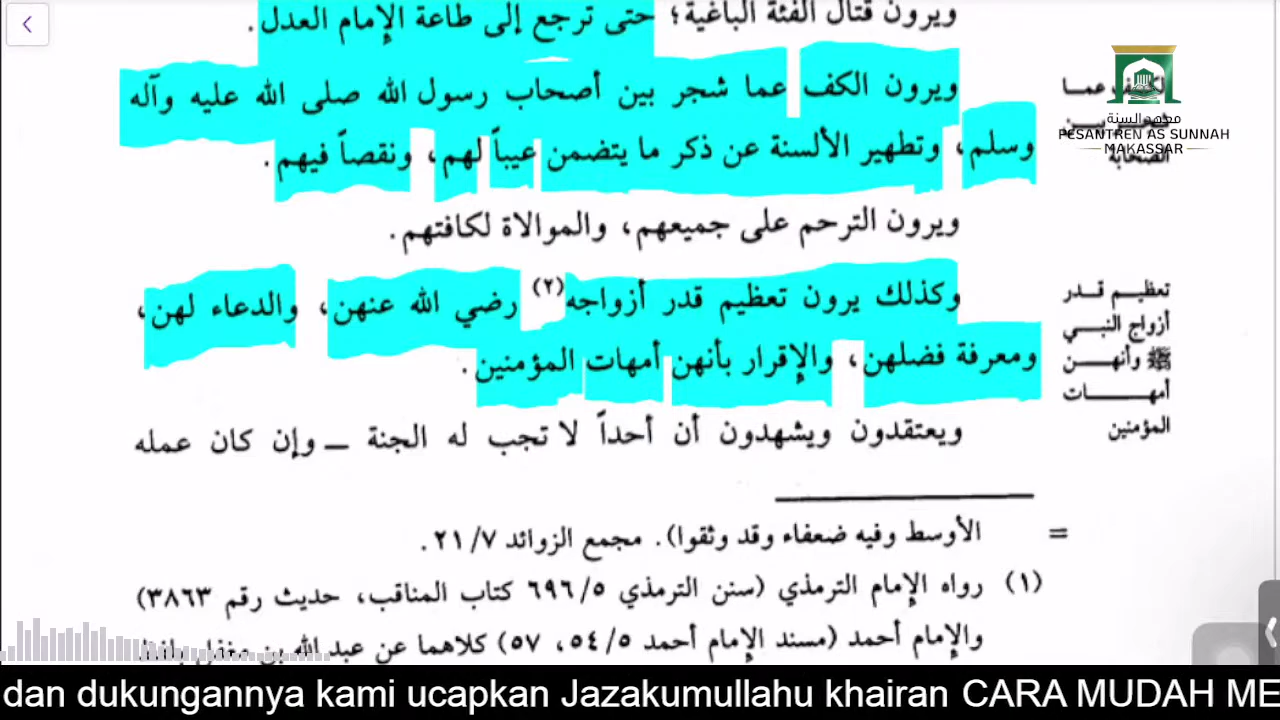 ويرون قتال الفئة الباغية؛ حتى ترجع إلى طاعة الإمام العدل.
ويرون الكف عما شجر بين أصحاب رسول الله صلى الله عليه وآله
وسلم، وتطهير الألسنة عن ذكر ما يتضمن عيباً لهم، ونقصاً فيهم.
ويرون الترحم على جميعهم، والموالاة لكافتهم.
وكذلك يرون تعظيم قدر أزواجه(٢) رضي الله عنهن، والدعاء لهن،
ومعرفة فضلهن، والإقرار بأنهن أمهات المؤمنين.
ويعتقدون ويشهدون أن أحداً لا تجب له الجنة ــ وإن كان عمله
عما
الصحابة
تعظيم قدر
أزواج النبي
ﷺ وأنهن
أمهات
المؤمنين
معهد السنة
PESANTREN AS SUNNAH
MAKASSAR
= الأوسط وفيه ضعفاء وقد وثقوا). مجمع الزوائد ٢١/٧.
(١) رواه الإمام الترمذي (سنن الترمذي ٦٩٦/٥ كتاب المناقب، حديث رقم ٣٨٦٣)
والإمام أحمد (مسند الإمام أحمد ٥٤/٥، ٥٧) كلاهما عن عبد الله بن مغفل
dan dukungannya kami ucapkan Jazakumullahu khairan CARA MUDAH ME